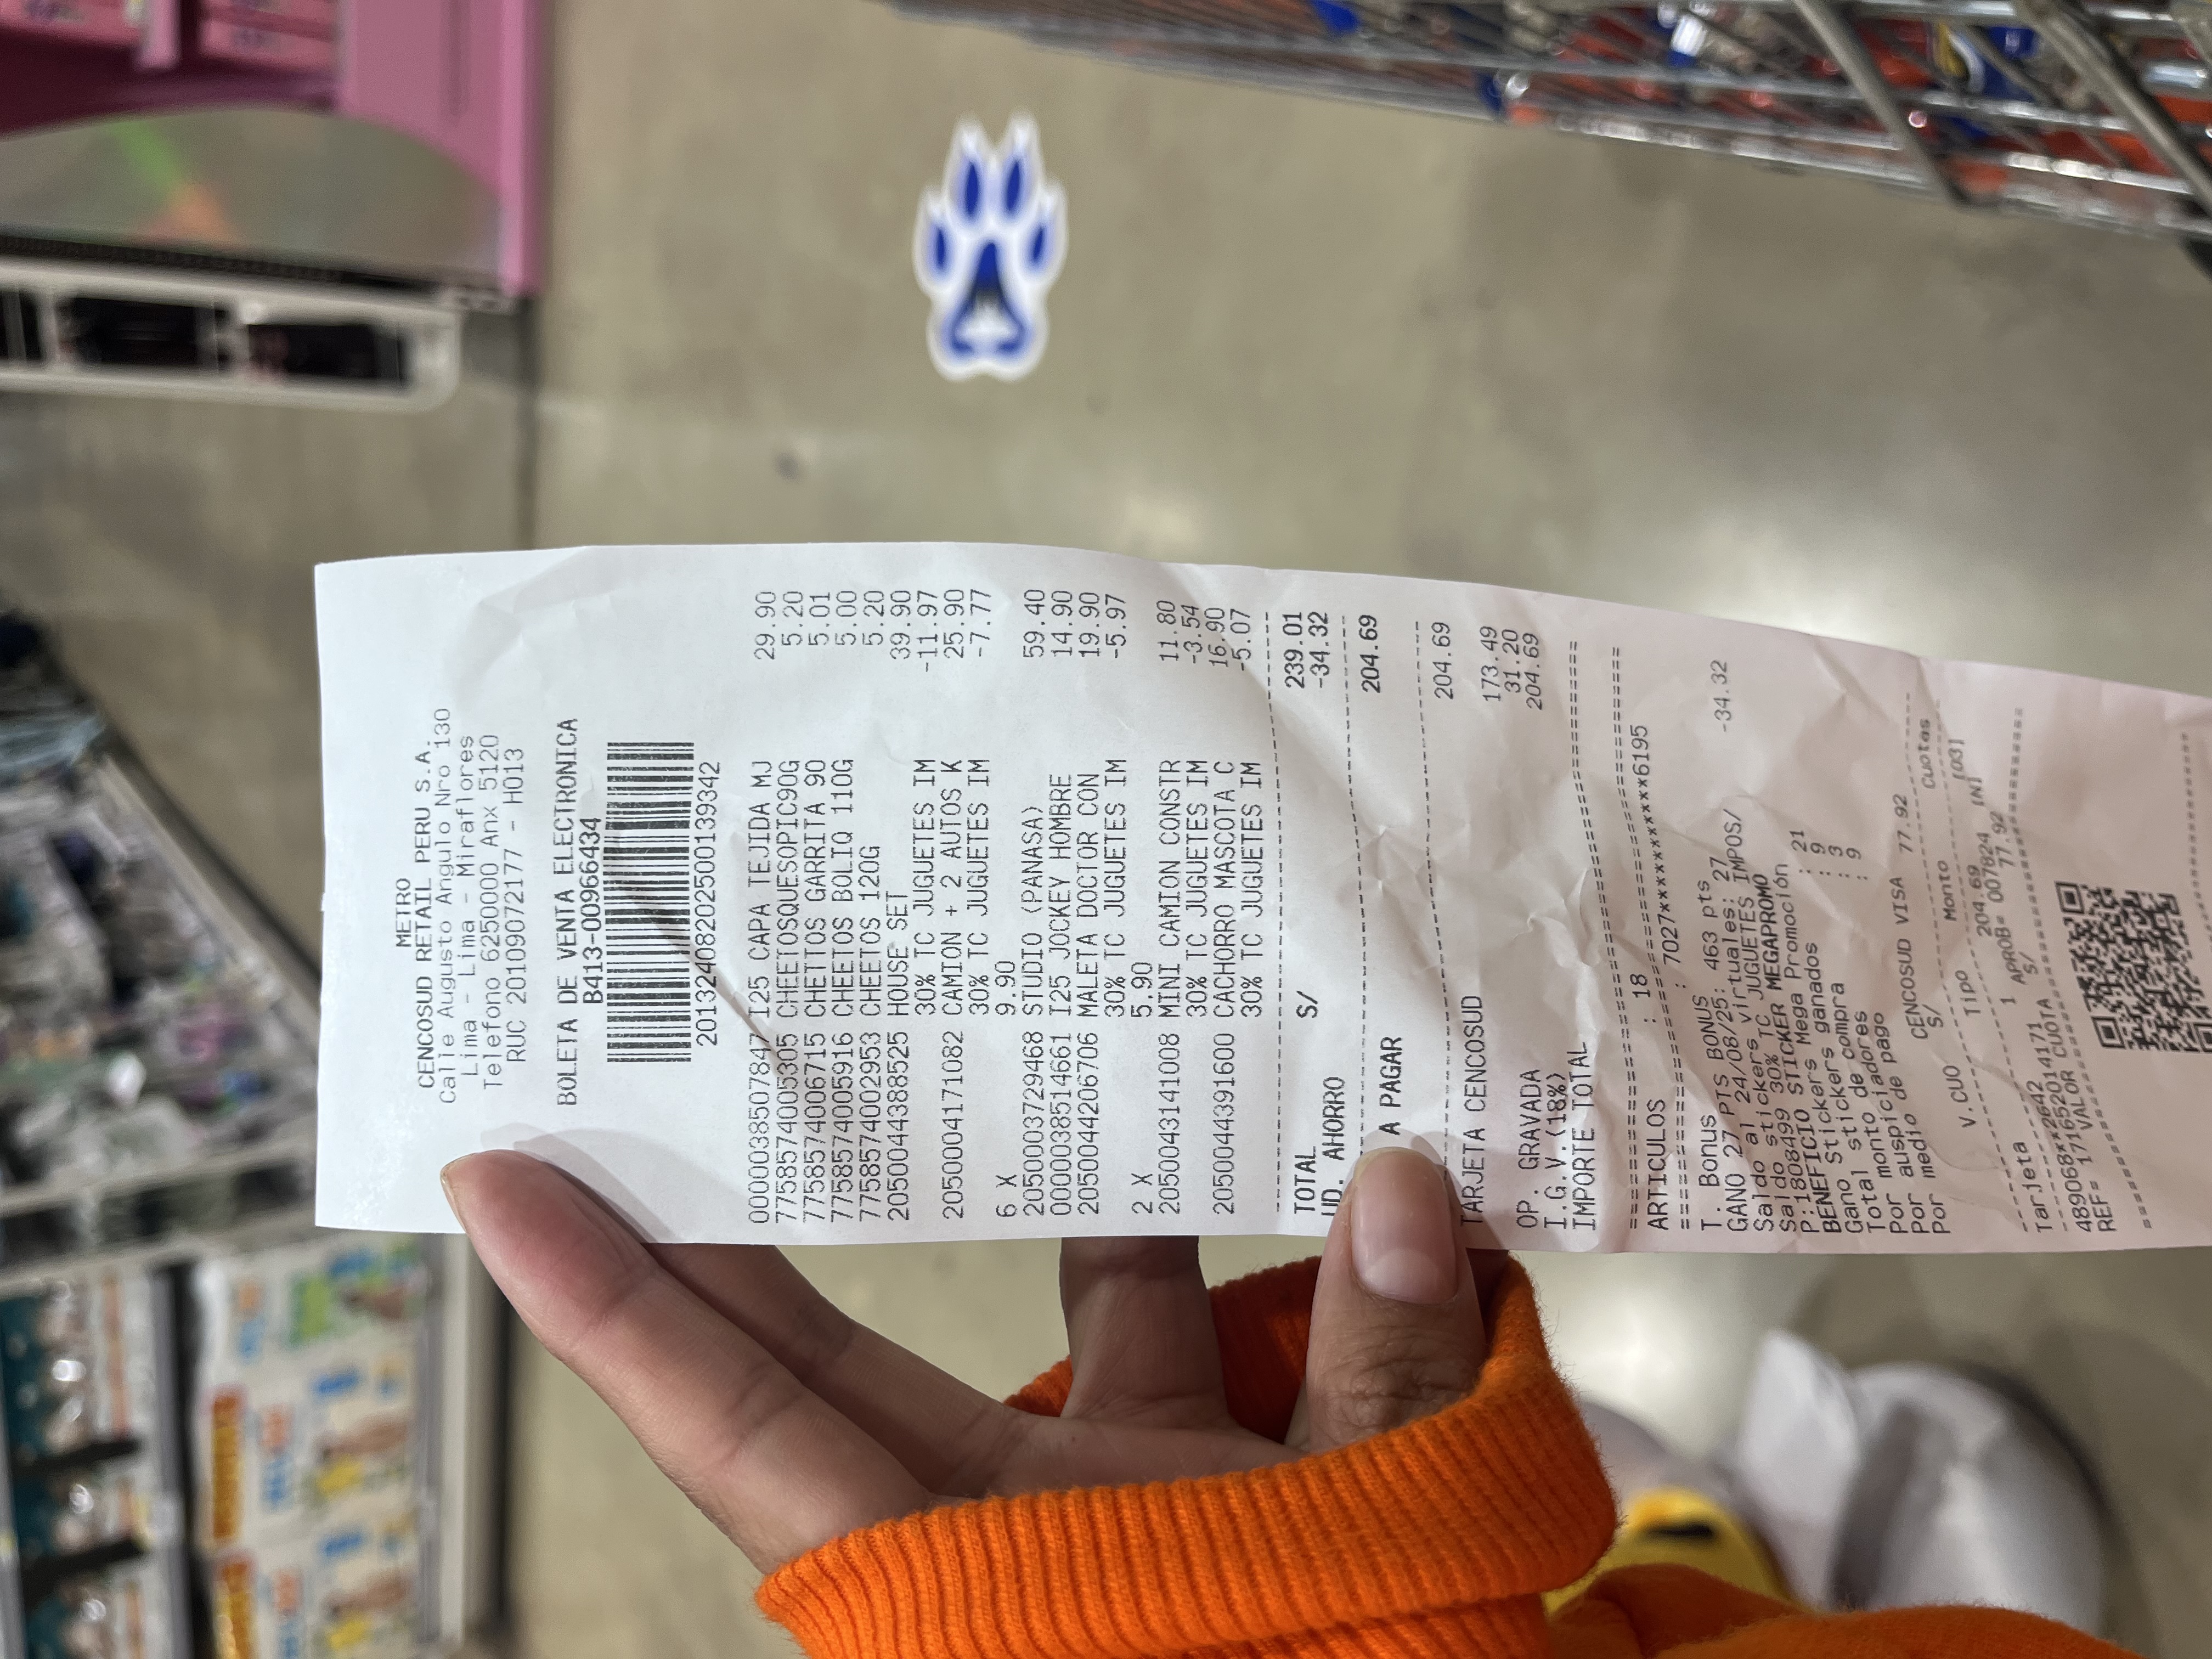 METRO
CENCOSUD RETAIL PERU S.A.
Calle Augusto Angulo Nro 130
Lima - Lima - Miraflores
Telefono 6250000 Anx 5120
RUC 20109072177 - H013
BOLETA DE VENTA ELECTRONICA
B413-00966434
20132408202500139342
0000038507847 I25 CAPA TEJIDA MJ 29.90
7758574005305 CHEETOSQUESOPIC90G 5.20
7758574006715 CHETTOS GARRITA 90 5.01
7758574005916 CHEETOS BOLIQ 110G 5.00
7758574002953 CHEETOS 120G 5.20
2050044388525 HOUSE SET 39.90
30% TC JUGUETES IM -11.97
2050004171082 CAMION + 2 AUTOS K 25.90
30% TC JUGUETES IM -7.77
6 X 9.90
2050003729468 STUDIO (PANASA) 59.40
0000038514661 I25 JOCKEY HOMBRE 14.90
2050044206706 MALETA DOCTOR CON 19.90
30% TC JUGUETES IM -5.97
2 X 5.90
2050043141008 MINI CAMION CONSTR 11.80
30% TC JUGUETES IM -3.54
2050044391600 CACHORRO MASCOTA C 16.90
30% TC JUGUETES IM -5.07
TOTAL S/ 239.01
UD. AHORRO -34.32
A PAGAR 204.69
TARJETA CENCOSUD 204.69
OP. GRAVADA 173.49
I.G.V.(18%) 31.20
IMPORTE TOTAL 204.69
ARTICULOS : 18
T. Bonus : 7027***********6195
GANO 27 PTS BONUS
Saldo al 24/08/25: 463 pts
Saldo stickers virtuales: 27
P:1808499 30% TC JUGUETES IMPOS/ -34.32
BENEFICIO STICKER MEGAPROMO
Gano Stickers Mega Promoción
Total stickers ganados : 21
Por monto de compra : 9
Por auspiciadores : 3
Por medio de pago : 9
CENCOSUD VISA
V.CUO S/ 77.92
Tarjeta Tipo Monto Cuotas
489068**2642 1 204.69 [03]
REF= 171652014171 APROB= 007824 [N]
VALOR CUOTA S/ 77.92